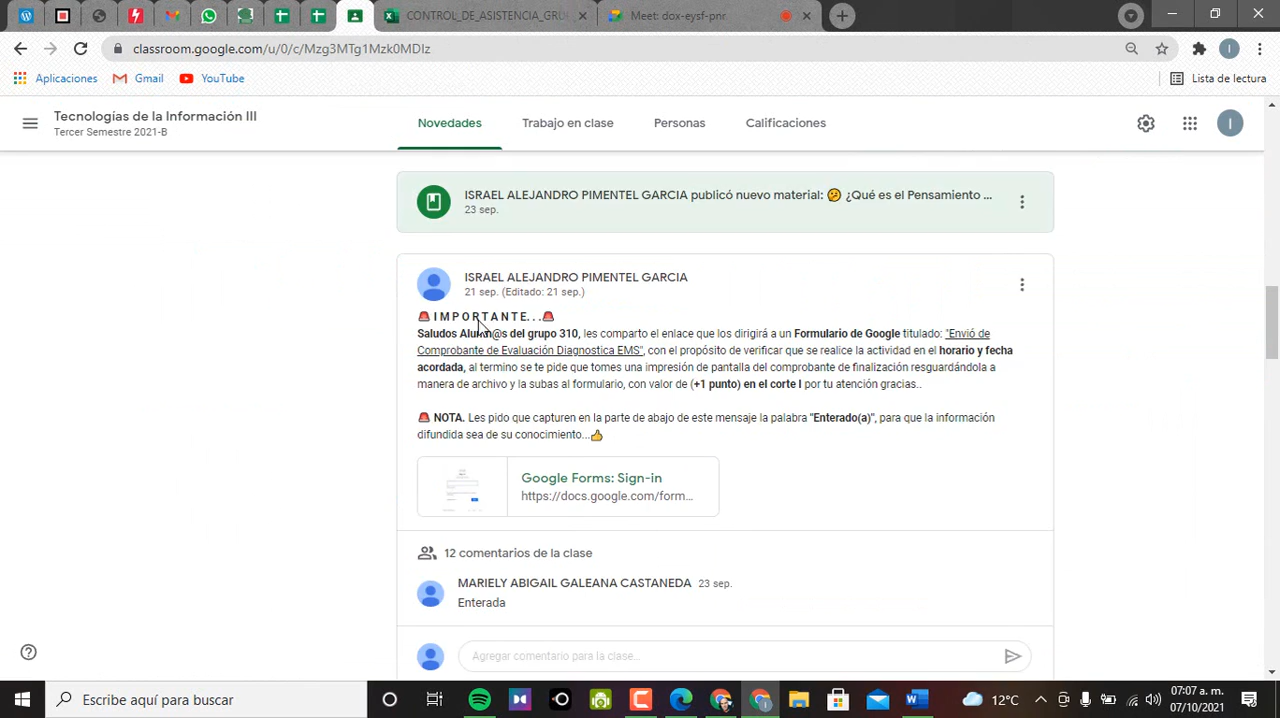 CONTROL_DE_ASISTENCIA_GRU
Meet: dox-eysf-pnr
classroom.google.com/u/0/c/Mzg3MTg1Mzk0MDIz
I
Aplicaciones
Gmail
YouTube
Lista de lectura
Tecnologías de la Información III
Tercer Semestre 2021-B
Novedades
Trabajo en clase
Personas
Calificaciones
I
ISRAEL ALEJANDRO PIMENTEL GARCIA publicó nuevo material: 🤔 ¿Qué es el Pensamiento ...
23 sep.
ISRAEL ALEJANDRO PIMENTEL GARCIA
21 sep. (Editado: 21 sep.)
🚨 I M P O R T A N T E. . .🚨
Saludos Alumn@s del grupo 310, les comparto el enlace que los dirigirá a un Formulario de Google titulado: "Envió de
Comprobante de Evaluación Diagnostica EMS", con el propósito de verificar que se realice la actividad en el horario y fecha
acordada, al termino se te pide que tomes una impresión de pantalla del comprobante de finalización resguardándola a
manera de archivo y la subas al formulario, con valor de (+1 punto) en el corte I por tu atención gracias..
🚨 NOTA. Les pido que capturen en la parte de abajo de este mensaje la palabra "Enterado(a)", para que la información
difundida sea de su conocimiento...👍
Google Forms: Sign-in
https://docs.google.com/form...
12 comentarios de la clase
MARIELY ABIGAIL GALEANA CASTANEDA 23 sep.
Enterada
Agregar comentario para la clase...
Escribe aquí para buscar
12°C
07:07 a. m.
07/10/2021